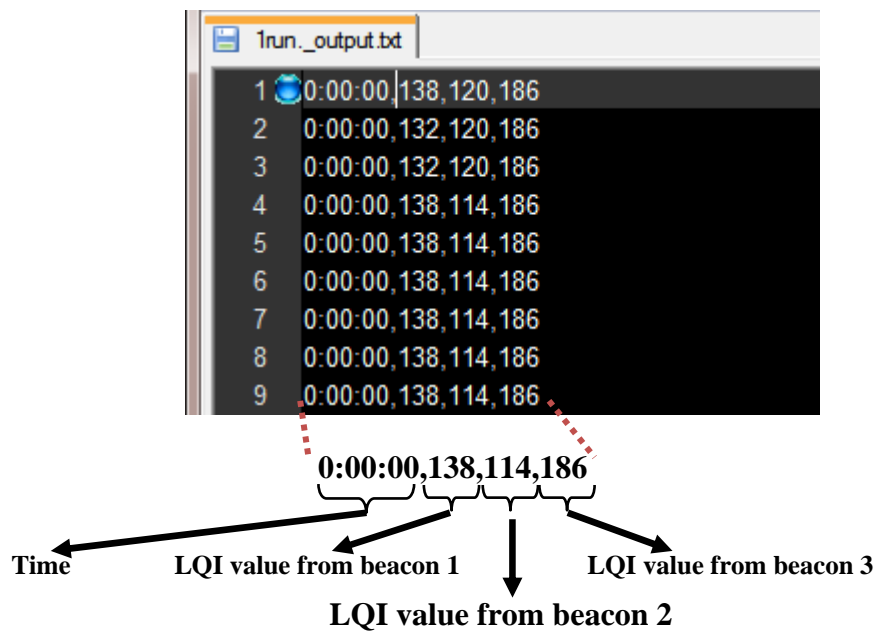 1run._output.txt
1 0:00:00,138,120,186
2 0:00:00,132,120,186
3 0:00:00,132,120,186
4 0:00:00,138,114,186
5 0:00:00,138,114,186
6 0:00:00,138,114,186
7 0:00:00,138,114,186
8 0:00:00,138,114,186
9 0:00:00,138,114,186
0:00:00,138,114,186
Time
LQI value from beacon 1
LQI value from beacon 3
LQI value from beacon 2